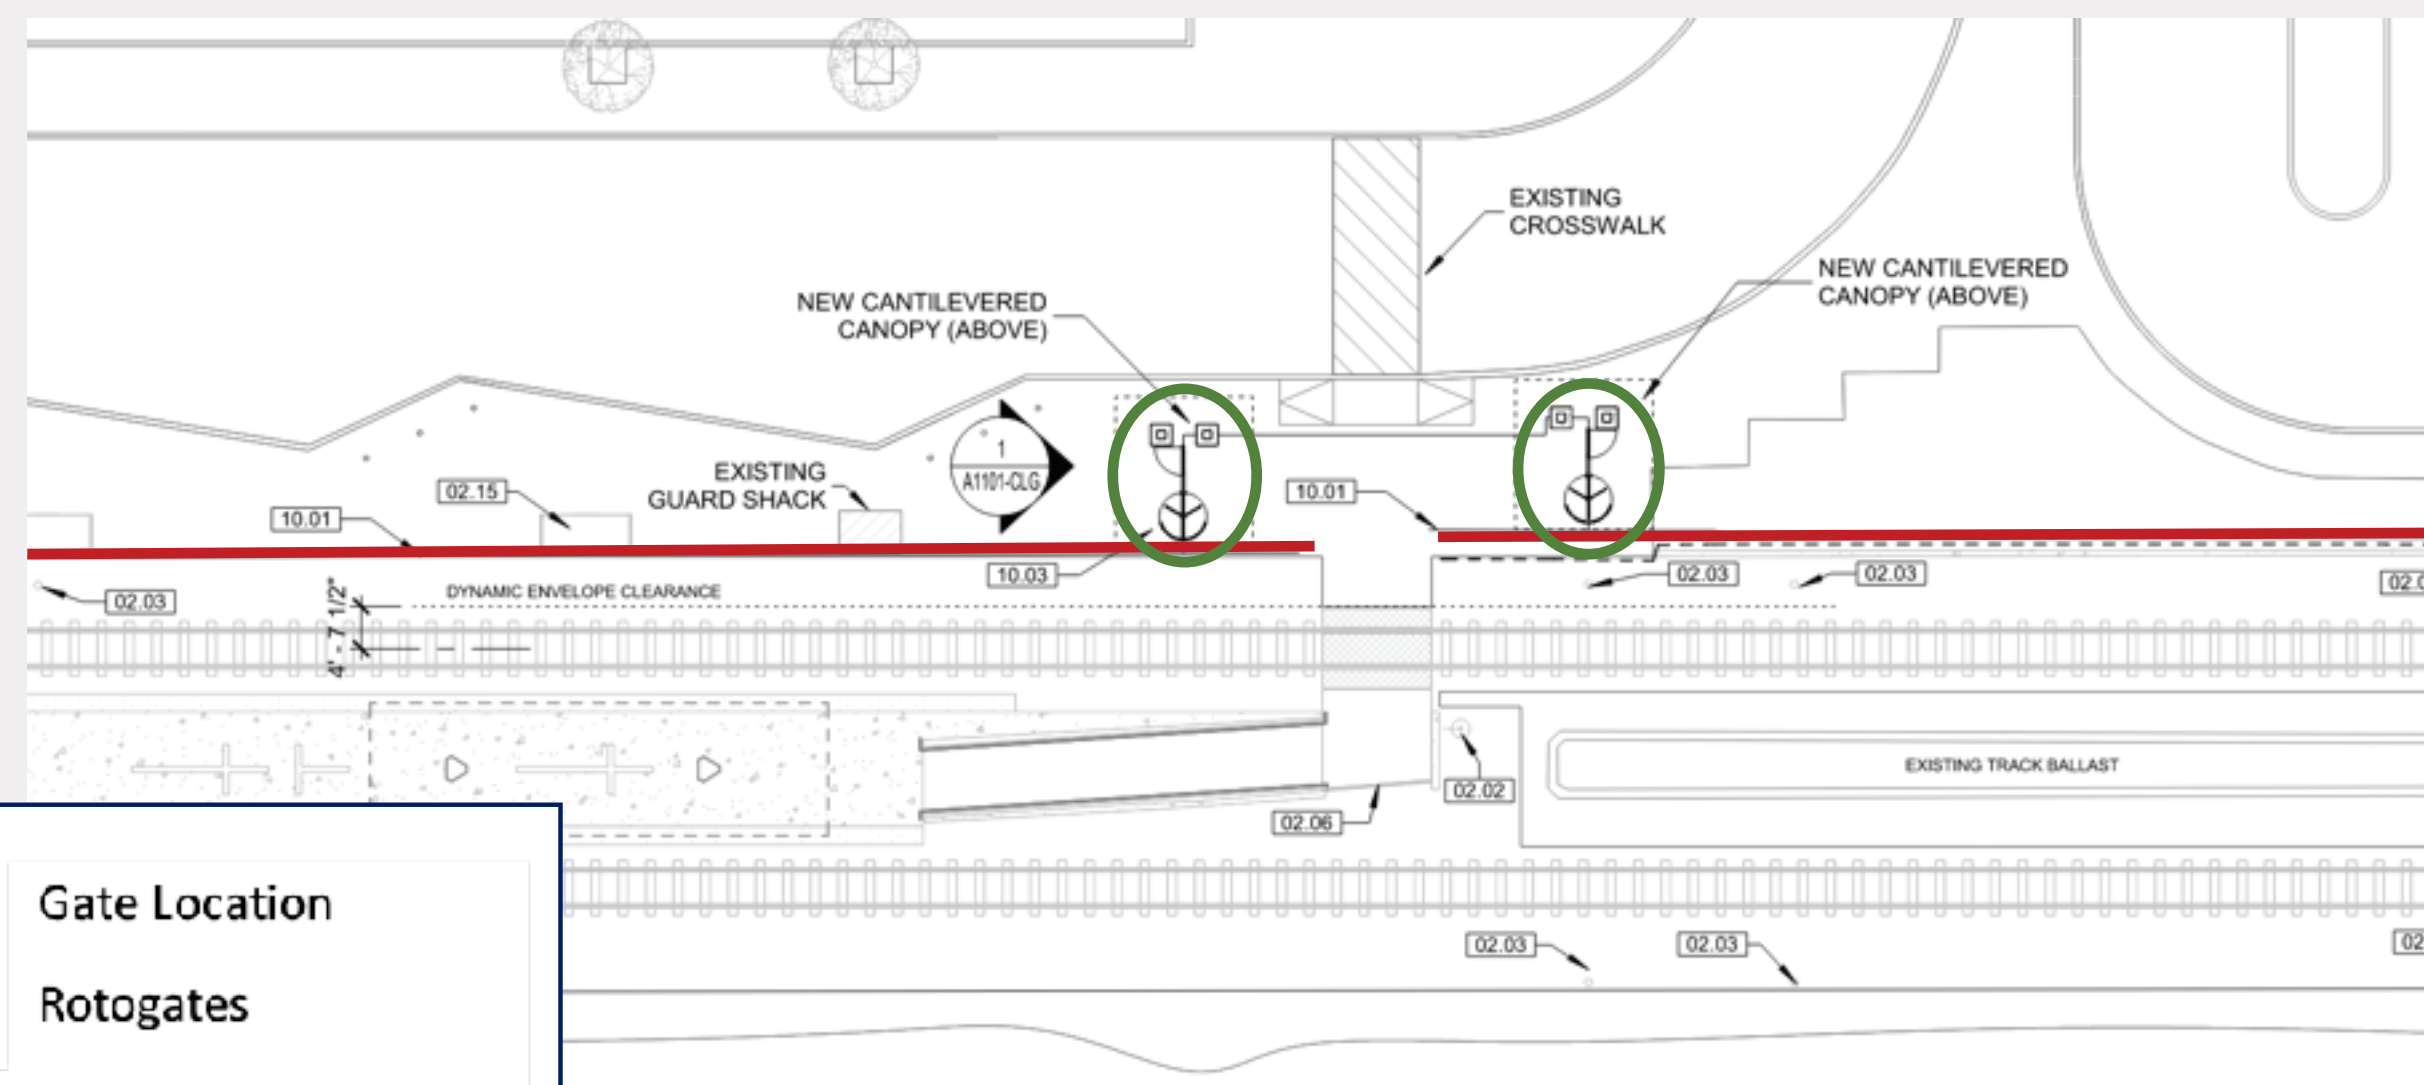 EXISTING
CROSSWALK
NEW CANTILEVERED
CANOPY (ABOVE)
NEW CANTILEVERED
CANOPY (ABOVE)
1
A1101-CLG
EXISTING
GUARD SHACK
02.15
10.01
10.01
10.03
02.03
DYNAMIC ENVELOPE CLEARANCE
4' - 7 1/2"
02.03
02.03
EXISTING TRACK BALLAST
02.02
02.06
02.03
02.03
02
Gate Location
Rotogates